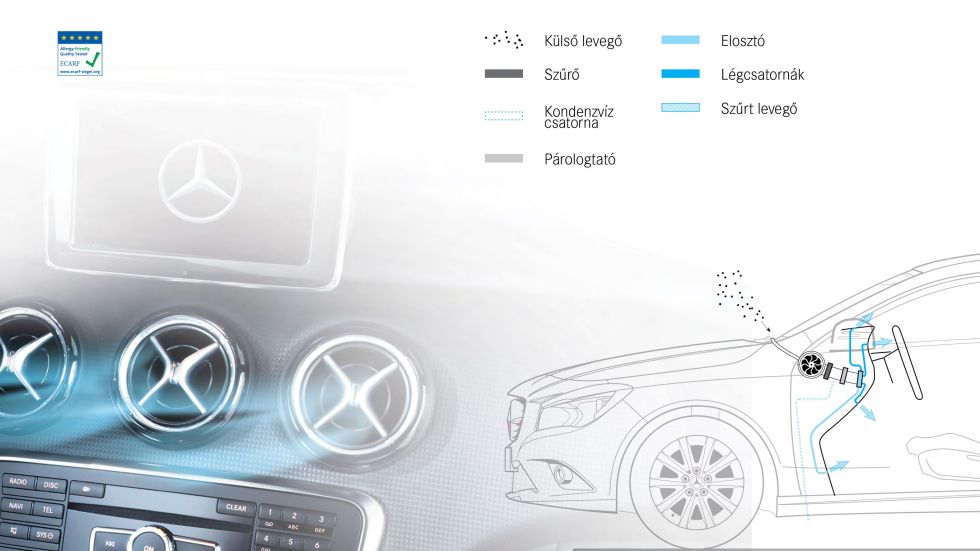 Allergy-Friendly
Quality Tested
ECARF
www.ecarf-siegel.org
Külső levegő
Szűrő
Kondenzvíz
csatorna
Párologtató
Elosztó
Légcsatornák
Szűrt levegő
RADIO DISC
NAVI TEL
SYS
CLEAR
ON
1 2 3
ABC DEF
4 5 6